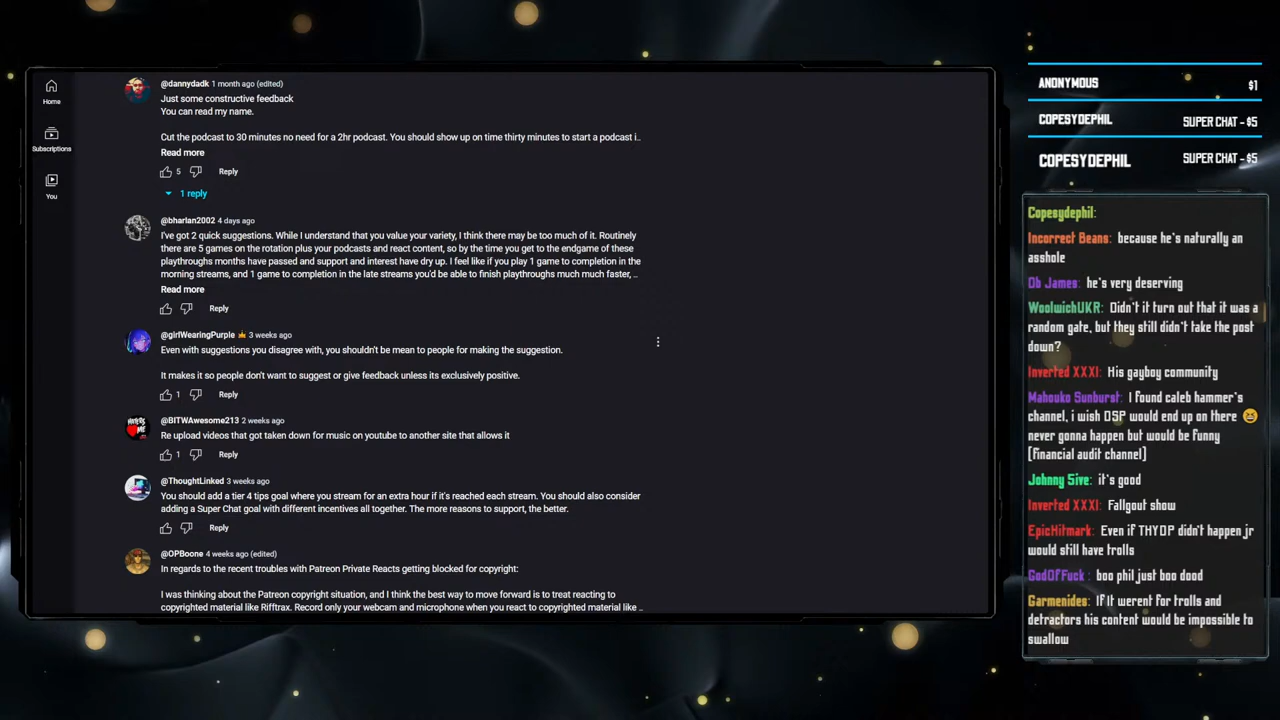 Home
Subscriptions
You
@dannydadk 1 month ago (edited)
Just some constructive feedback
You can read my name.
Cut the podcast to 30 minutes no need for a 2hr podcast. You should show up on time thirty minutes to start a podcast i..
Read more
5 Reply
1 reply
@bharlan2002 4 days ago
I've got 2 quick suggestions. While I understand that you value your variety, I think there may be too much of it. Routinely
there are 5 games on the rotation plus your podcasts and react content, so by the time you get to the endgame of these
playthroughs months have passed and support and interest have dry up. I feel like if you play 1 game to completion in the
morning streams, and 1 game to completion in the late streams you'd be able to finish playthroughs much much faster, ..
Read more
Reply
@girlWearingPurple 3 weeks ago
Even with suggestions you disagree with, you shouldn't be mean to people for making the suggestion.
It makes it so people don't want to suggest or give feedback unless its exclusively positive.
1 Reply
@BITWAwesome213 2 weeks ago
Re upload videos that got taken down for music on youtube to another site that allows it
1 Reply
@ThoughtLinked 3 weeks ago
You should add a tier 4 tips goal where you stream for an extra hour if it's reached each stream. You should also consider
adding a Super Chat goal with different incentives all together. The more reasons to support, the better.
Reply
@OPBoone 4 weeks ago (edited)
In regards to the recent troubles with Patreon Private Reacts getting blocked for copyright:
I was thinking about the Patreon copyright situation, and I think the best way to move forward is to treat reacting to
copyrighted material like Rifftrax. Record only your webcam and microphone when you react to copyrighted material like ..
ANONYMOUS $1
COPESYDEPHIL SUPER CHAT - $5
COPESYDEPHIL SUPER CHAT - $5
Copesydephil:
Incorrect Beans: because he's naturally an
asshole
Ob James: he's very deserving
WoolwichUKR: Didn't it turn out that it was a
random gate, but they still didn't take the post
down?
Inverted XXXI: His gayboy community
Mahouko Sunburst: I found caleb hammer's
channel, i wish DSP would end up on there
never gonna happen but would be funny
[financial audit channel]
Johnny 5ive: it's good
Inverted XXXI: Fallgout show
EpicHitmark: Even if THYDP didn't happen jr
would still have trolls
GodOfFuck: boo phil just boo dood
Garmenides: If it werent for trolls and
detractors his content would be impossible to
swallow